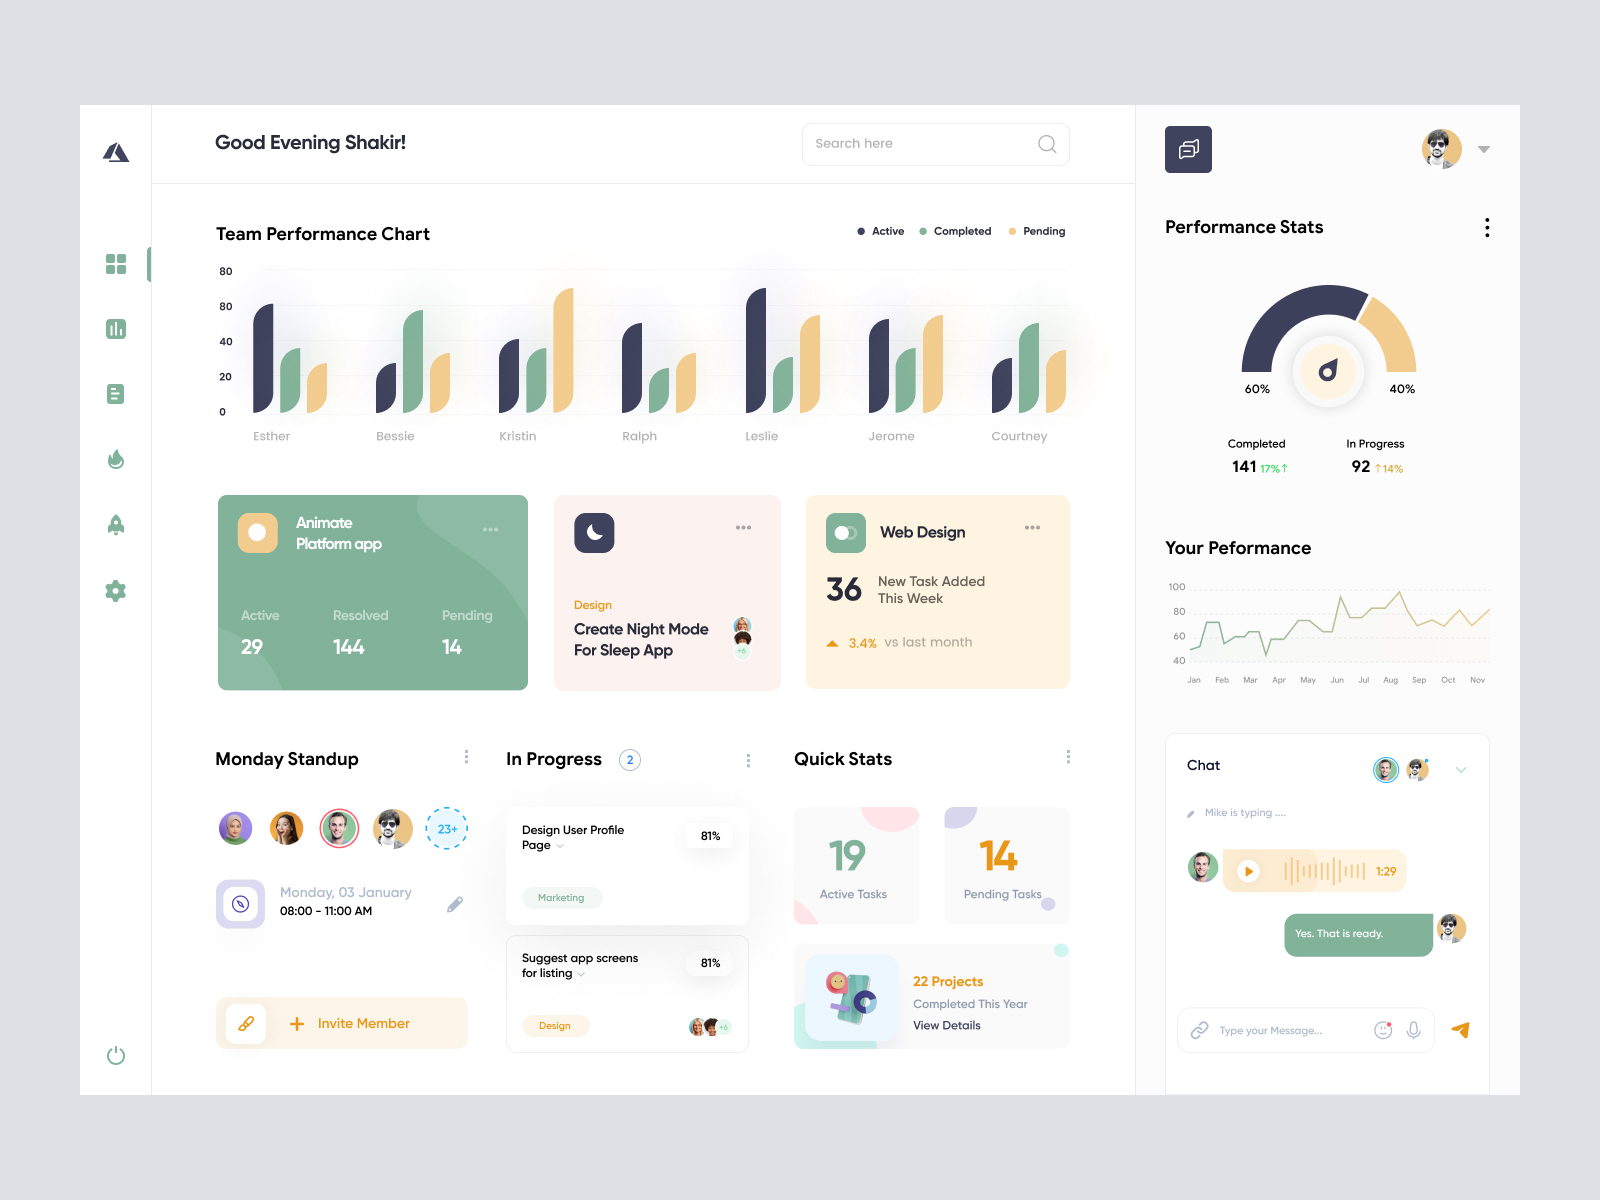 Good Evening Shakir!
Search here
Team Performance Chart
Active
Completed
Pending
80
80
40
20
0
Esther
Bessie
Kristin
Ralph
Leslie
Jerome
Courtney
Animate
Platform app
Active
Resolved
Pending
29
144
14
Design
Create Night Mode
For Sleep App
+6
Web Design
36
New Task Added
This Week
3.4% vs last month
Monday Standup
23+
Monday, 03 January
08:00 - 11:00 AM
Invite Member
In Progress
2
Design User Profile
Page
81%
Marketing
Suggest app screens
for listing
81%
Design
+6
Quick Stats
19
Active Tasks
14
Pending Tasks
22 Projects
Completed This Year
View Details
Performance Stats
60%
40%
Completed
In Progress
141 17%↑
92 ↑14%
Your Peformance
100
80
60
40
Jan
Feb
Mar
Apr
May
Jun
Jul
Aug
Sep
Oct
Nov
Chat
Mike is typing ....
1:29
Yes. That is ready.
Type your Message...